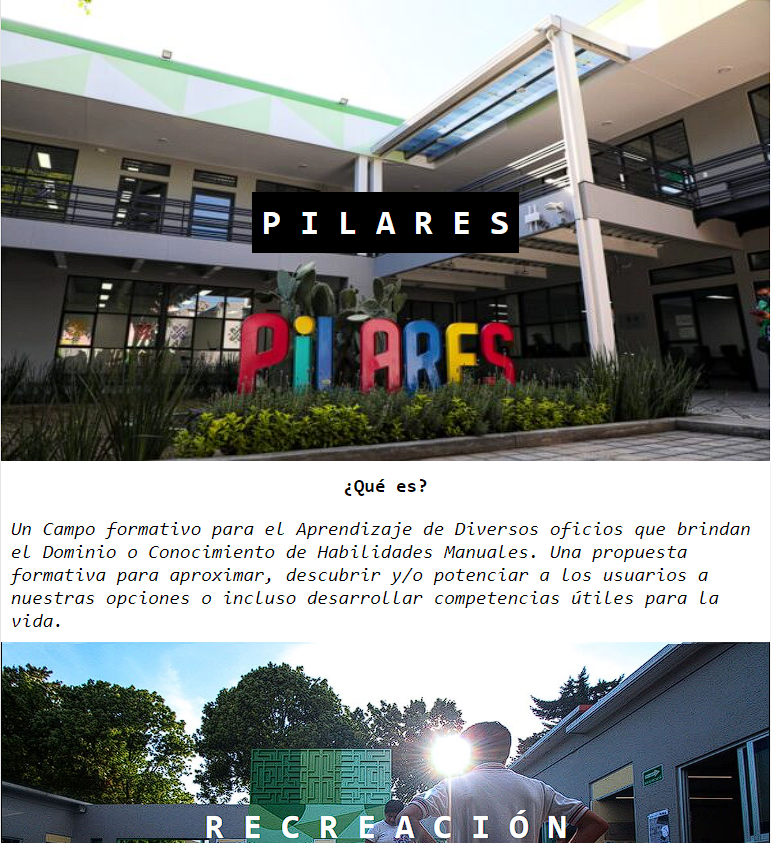 P I L A R E S
PiLARES
¿Qué es?
Un Campo formativo para el Aprendizaje de Diversos oficios que brindan
el Dominio o Conocimiento de Habilidades Manuales. Una propuesta
formativa para aproximar, descubrir y/o potenciar a los usuarios a
nuestras opciones o incluso desarrollar competencias útiles para la
vida.
R E C R E A C I Ó N